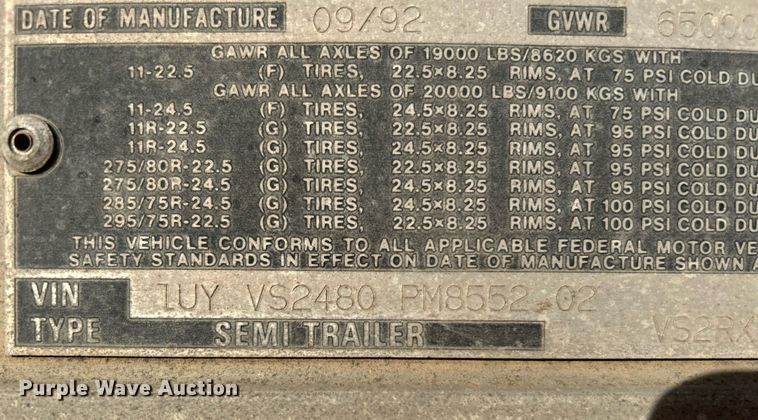 DATE OF MANUFACTURE 09/92 GVWR 65000
GAWR ALL AXLES OF 19000 LBS/8620 KGS WITH
11-22.5 (F) TIRES, 22.5×8.25 RIMS, AT 75 PSI COLD DU
GAWR ALL AXLES OF 20000 LBS/9100 KGS WITH
11-24.5 (F) TIRES, 24.5×8.25 RIMS, AT 75 PSI COLD DU
11R-22.5 (G) TIRES, 22.5×8.25 RIMS, AT 95 PSI COLD DU
11R-24.5 (G) TIRES, 24.5×8.25 RIMS, AT 95 PSI COLD DU
275/80R-22.5 (G) TIRES, 22.5×8.25 RIMS, AT 95 PSI COLD DU
275/80R-24.5 (G) TIRES, 24.5×8.25 RIMS, AT 95 PSI COLD DU
285/75R-24.5 (G) TIRES, 24.5×8.25 RIMS, AT 100 PSI COLD DU
295/75R-22.5 (G) TIRES, 22.5×8.25 RIMS, AT 100 PSI COLD DU
THIS VEHICLE CONFORMS TO ALL APPLICABLE FEDERAL MOTOR VE
SAFETY STANDARDS IN EFFECT ON DATE OF MANUFACTURE SHOWN A
VIN 1UY VS2480 PM8552 02
TYPE SEMI TRAILER VS2RX
Purple Wave Auction